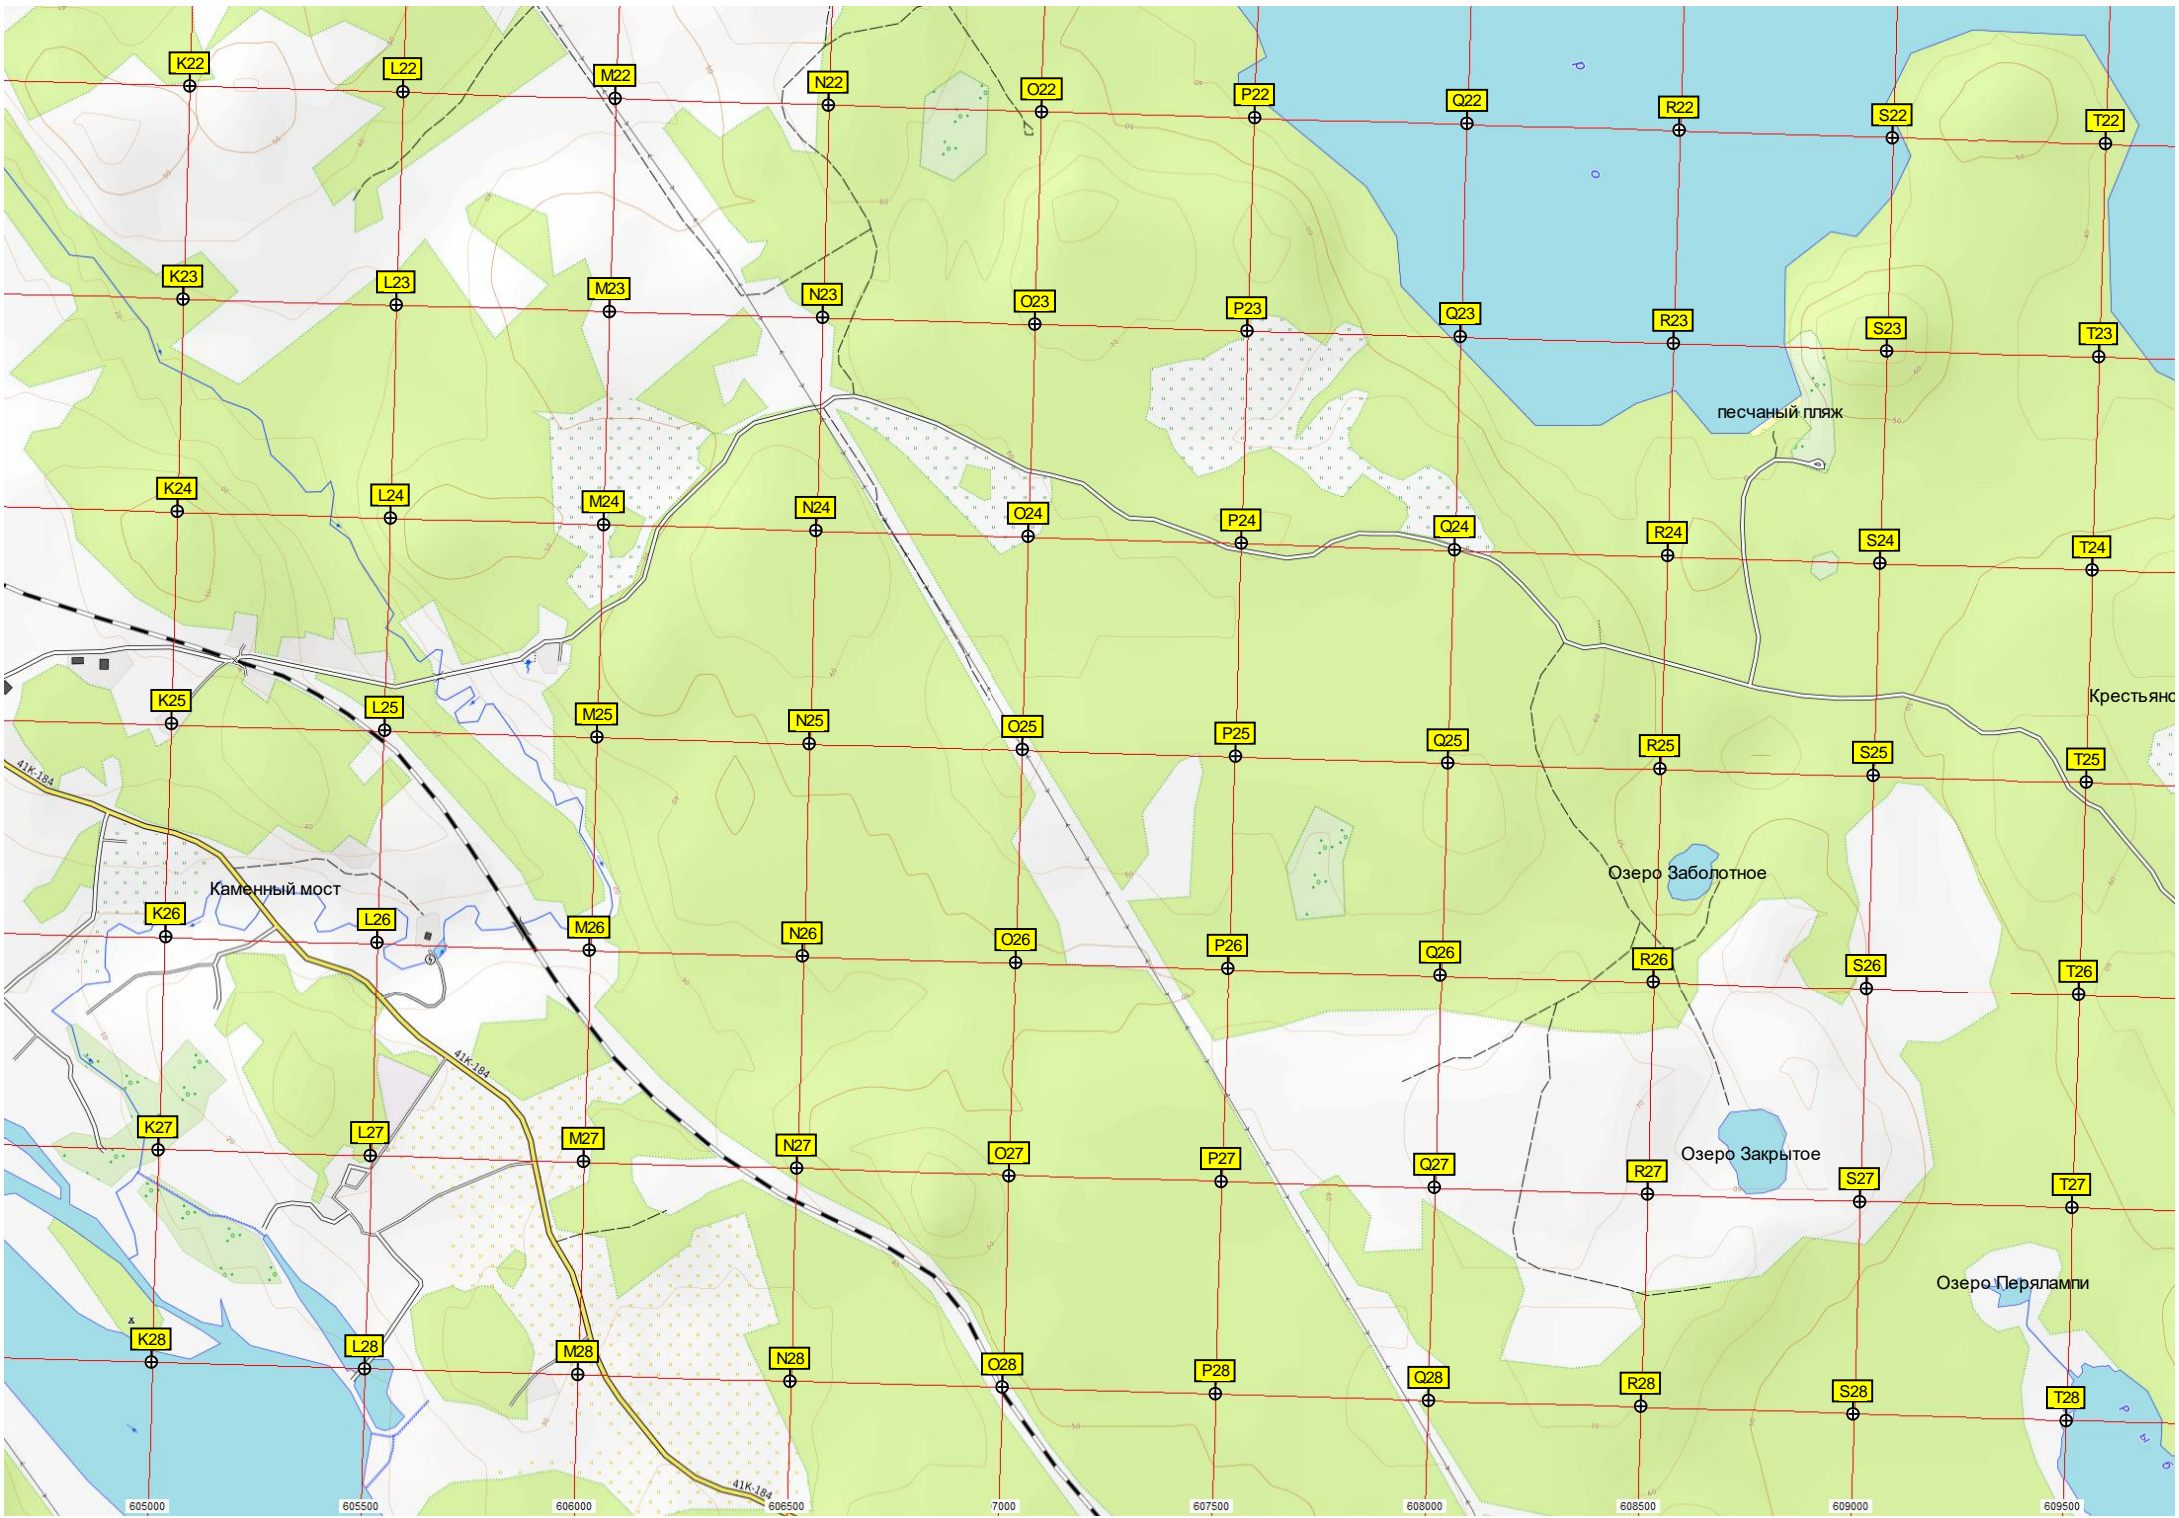 K22 L22 M22 N22 O22 P22 Q22 R22 S22 T22
K23 L23 M23 N23 O23 P23 Q23 R23 S23 T23
песчаный пляж
K24 L24 M24 N24 O24 P24 Q24 R24 S24 T24
Крестьянс
K25 L25 M25 N25 O25 P25 Q25 R25 S25 T25
41К-184
Озеро Заболотное
Каменный мост
K26 L26 M26 N26 O26 P26 Q26 R26 S26 T26
41К-184
K27 L27 M27 N27 O27 P27 Q27 R27 S27 T27
Озеро Закрытое
Озеро Перялампи
K28 L28 M28 N28 O28 P28 Q28 R28 S28 T28
41К-184
605000 605500 606000 606500 7000 607500 608000 608500 609000 609500